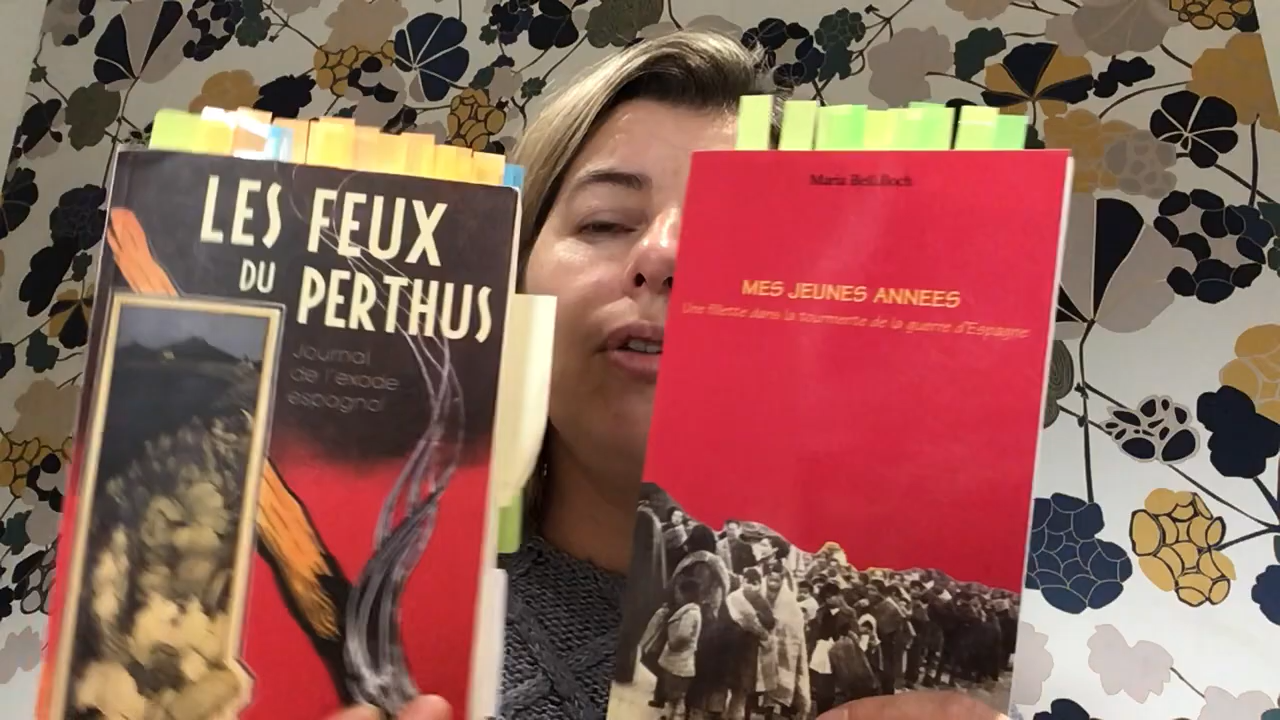 LES FEUX
DU PERTHUS
Journal
de l'exode
espagnol
Maria Bell-lloch
MES JEUNES ANNEES
Une fillette dans la tourmente de la guerre d'Espagne